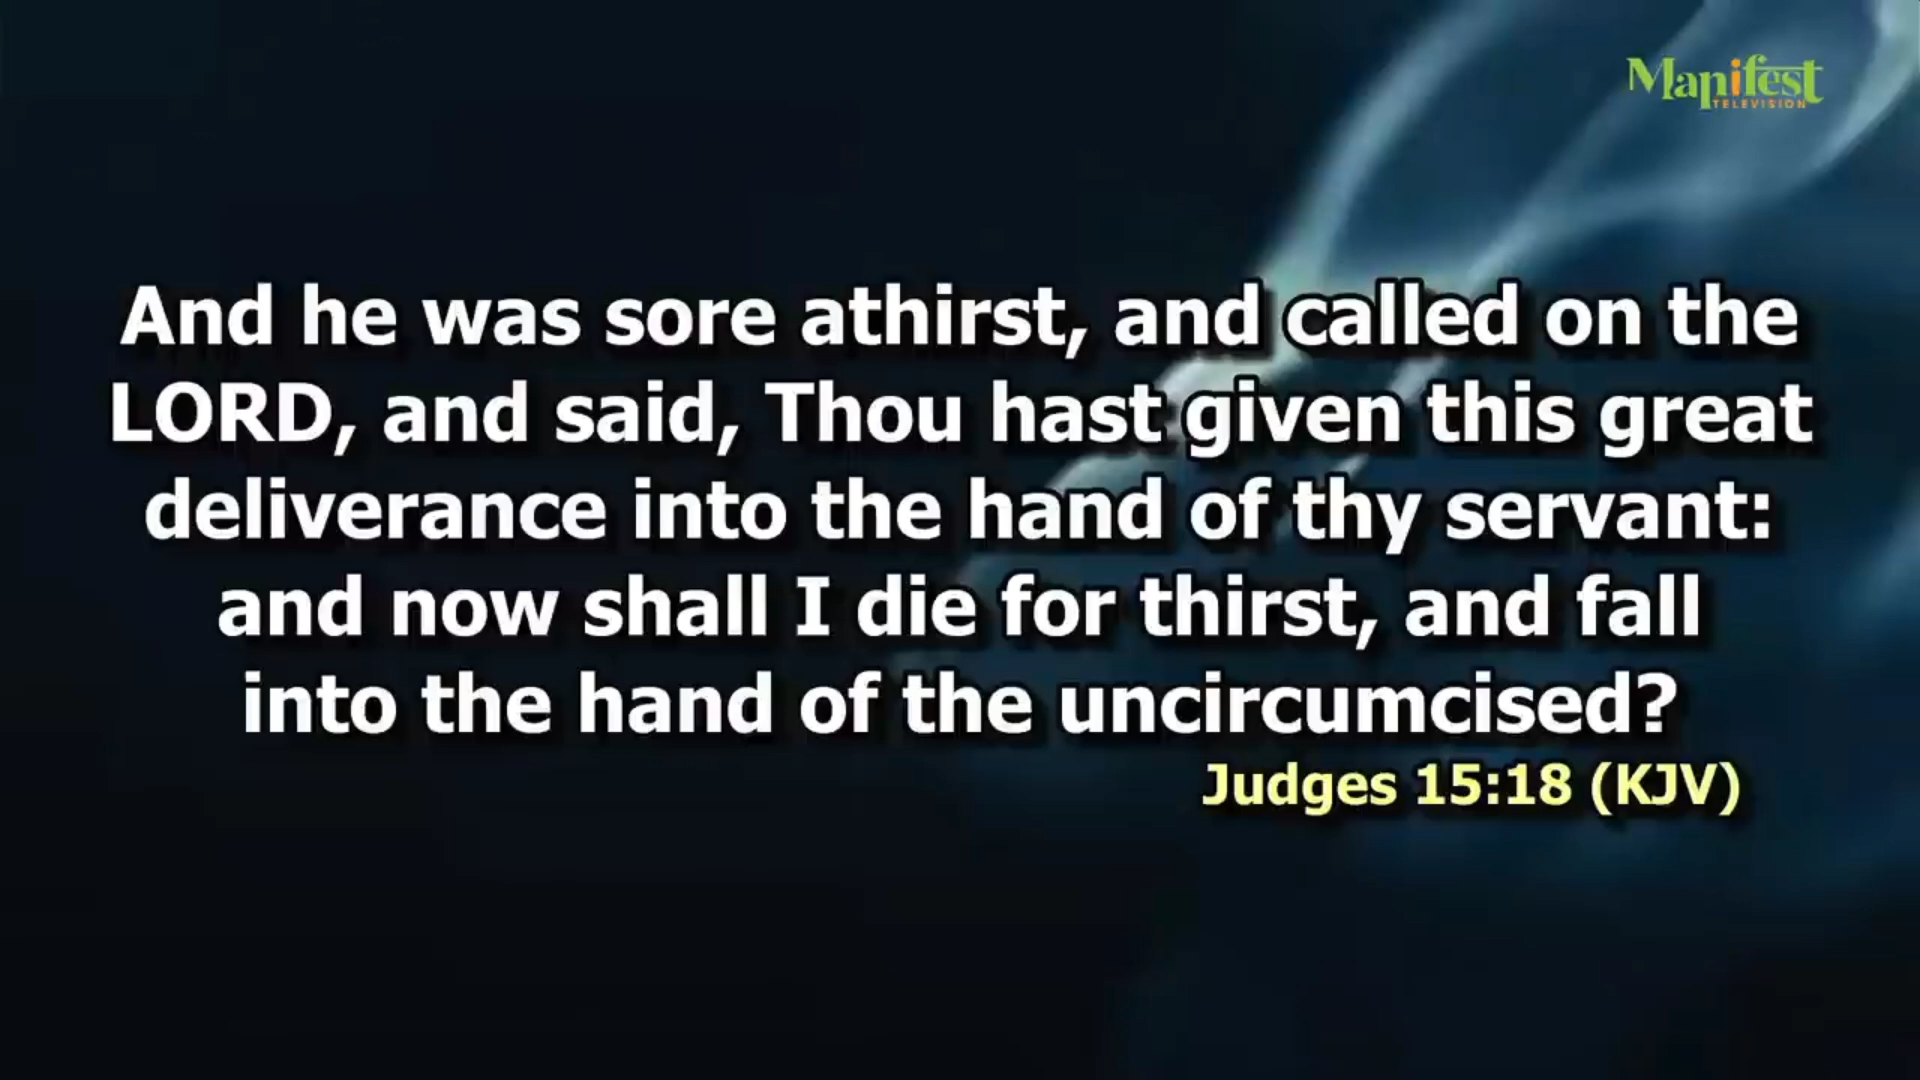 Manifest
TELEVISION
And he was sore athirst, and called on the
LORD, and said, Thou hast given this great
deliverance into the hand of thy servant:
and now shall I die for thirst, and fall
into the hand of the uncircumcised?
Judges 15:18 (KJV)